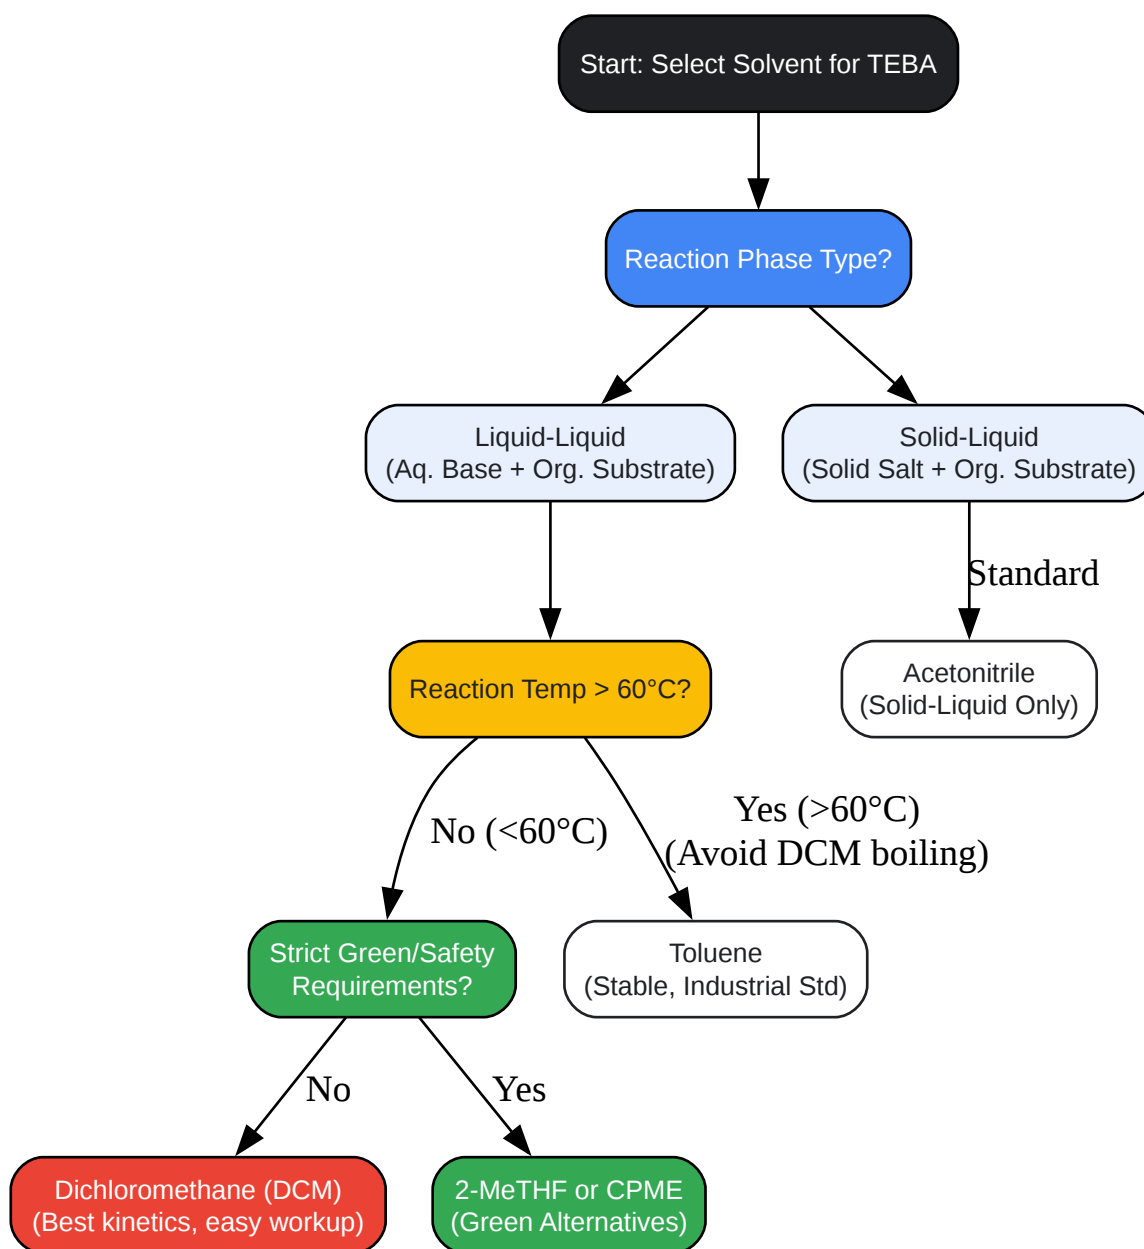 Start: Select Solvent for TEBA
Reaction Phase Type?
Liquid-Liquid
(Aq. Base + Org. Substrate)
Solid-Liquid
(Solid Salt + Org. Substrate)
Standard
Reaction Temp > 60°C?
Acetonitrile
(Solid-Liquid Only)
No (<60°C)
Yes (>60°C)
(Avoid DCM boiling)
Strict Green/Safety
Requirements?
Toluene
(Stable, Industrial Std)
No
Yes
Dichloromethane (DCM)
(Best kinetics, easy workup)
2-MeTHF or CPME
(Green Alternatives)